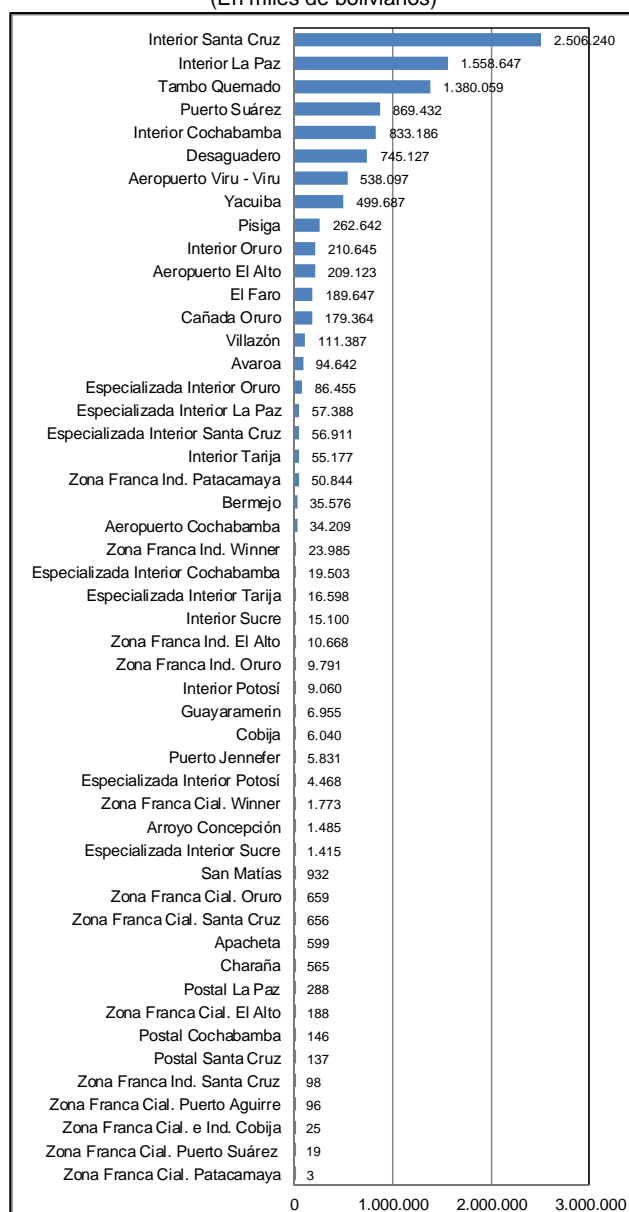 (En miles de bolivianos)
Interior Santa Cruz 2.506.240
Interior La Paz 1.558.647
Tambo Quemado 1.380.059
Puerto Suárez 869.432
Interior Cochabamba 833.186
Desaguadero 745.127
Aeropuerto Viru - Viru 538.097
Yacuiba 499.687
Pisiga 262.642
Interior Oruro 210.645
Aeropuerto El Alto 209.123
El Faro 189.647
Cañada Oruro 179.364
Villazón 111.387
Avaroa 94.642
Especializada Interior Oruro 86.455
Especializada Interior La Paz 57.388
Especializada Interior Santa Cruz 56.911
Interior Tarija 55.177
Zona Franca Ind. Patacamaya 50.844
Bermejo 35.576
Aeropuerto Cochabamba 34.209
Zona Franca Ind. Winner 23.985
Especializada Interior Cochabamba 19.503
Especializada Interior Tarija 16.598
Interior Sucre 15.100
Zona Franca Ind. El Alto 10.668
Zona Franca Ind. Oruro 9.791
Interior Potosí 9.060
Guayaramerin 6.955
Cobija 6.040
Puerto Jennefer 5.831
Especializada Interior Potosí 4.468
Zona Franca Cial. Winner 1.773
Arroyo Concepción 1.485
Especializada Interior Sucre 1.415
San Matías 932
Zona Franca Cial. Oruro 659
Zona Franca Cial. Santa Cruz 656
Apacheta 599
Charaña 565
Postal La Paz 288
Zona Franca Cial. El Alto 188
Postal Cochabamba 146
Postal Santa Cruz 137
Zona Franca Ind. Santa Cruz 98
Zona Franca Cial. Puerto Aguirre 96
Zona Franca Cial. e Ind. Cobija 25
Zona Franca Cial. Puerto Suárez 19
Zona Franca Cial. Patacamaya 3
0 1.000.000 2.000.000 3.000.000